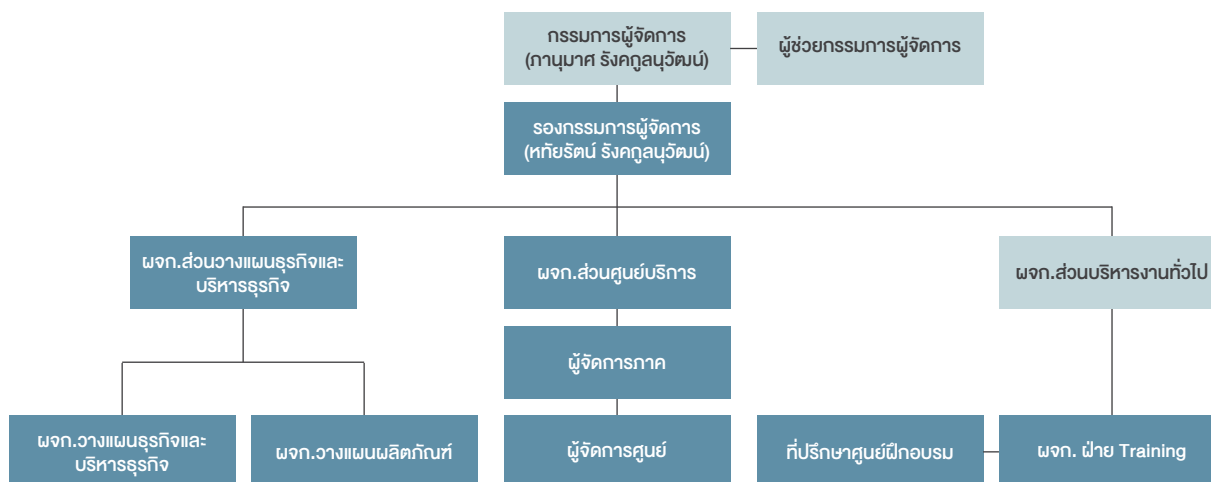 กรรมการผู้จัดการ
(ภานุมาศ รังคกูลนุวัฒน์)
ผู้ช่วยกรรมการผู้จัดการ
รองกรรมการผู้จัดการ
(หทัยรัตน์ รังคกูลนุวัฒน์)
ผจก.ส่วนวางแผนธุรกิจและ
บริหารธุรกิจ
ผจก.ส่วนศูนย์บริการ
ผจก.ส่วนบริหารงานทั่วไป
ผู้จัดการภาค
ผจก.วางแผนธุรกิจและ
บริหารธุรกิจ
ผจก.วางแผนผลิตภัณฑ์
ผู้จัดการศูนย์
ที่ปรึกษาศูนย์ฝึกอบรม
ผจก. ฝ่าย Training